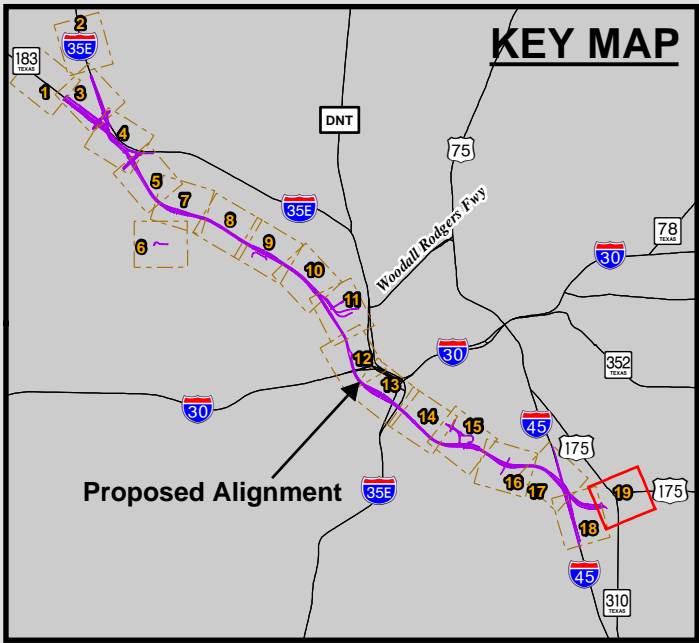 KEY MAP
2
35E
183
TEXAS
1
3
4
DNT
75
5
7
35E
Woodall Rodgers Fwy
78
TEXAS
8
6
9
30
10
11
12
30
352
TEXAS
13
30
14
15
45
175
16
17
Proposed Alignment
35E
19
175
18
45
310
TEXAS